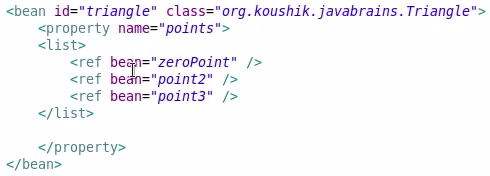 <bean id="triangle" class="org.koushik.javabrains.Triangle">
<property name="points">
<list>
<ref bean="zeroPoint" />
<ref bean="point2" />
<ref bean="point3" />
</list>
</property>
</bean>